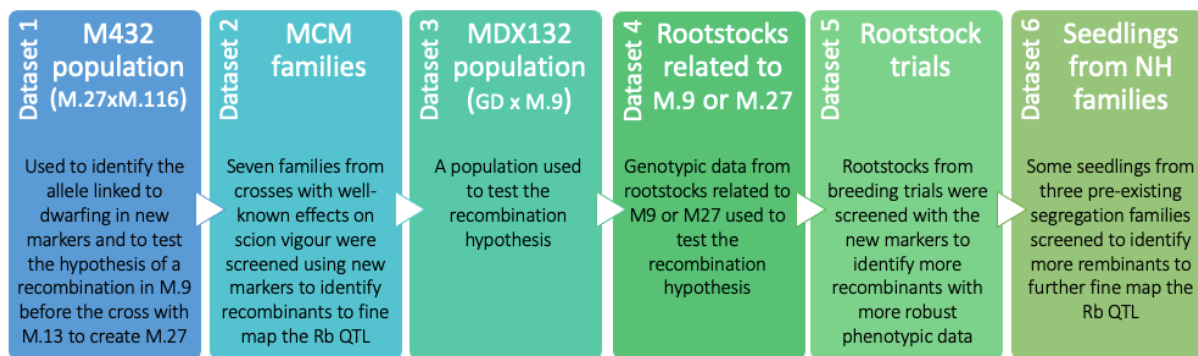 Dataset 1
M432
population
(M.27xM.116)
Used to identify the
allele linked to
dwarfing in new
markers and to test
the hypothesis of a
recombination in M.9
before the cross with
M.13 to create M.27
Dataset 2
MCM
families
Seven families from
crosses with well-
known effects on
scion vigour were
screened using new
markers to identify
recombinants to fine
map the Rb QTL
Dataset 3
MDX132
population
(GD x M.9)
A population used
to test the
recombination
hypothesis
Dataset 4
Rootstocks
related to
M.9 or M.27
Genotypic data from
rootstocks related to
M9 or M27 used to
test the
recombination
hypothesis
Dataset 5
Rootstock
trials
Rootstocks from
breeding trials were
screened with the
new markers to
identify more
recombinants with
more robust
phenotypic data
Dataset 6
Seedlings
from NH
families
Some seedlings from
three pre-existing
segregation families
screened to identify
more rembinants to
further fine map the
Rb QTL